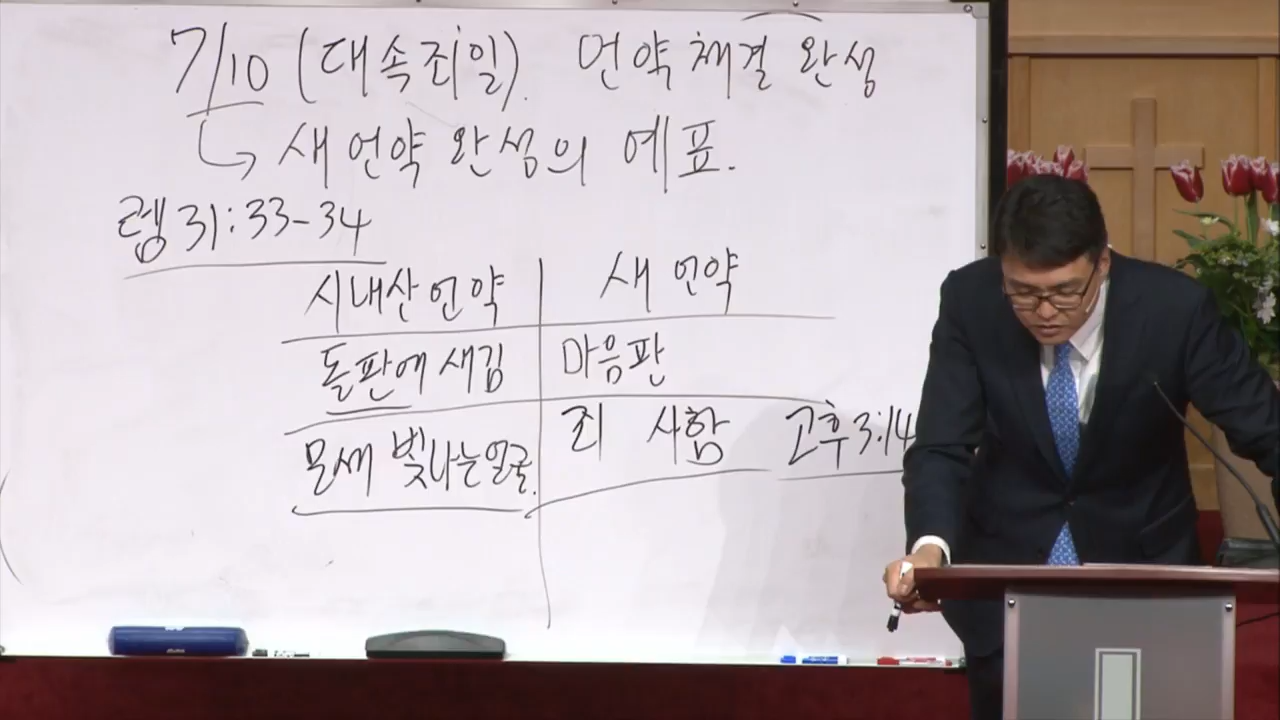 7/10 (대속죄일). 언약체결 완성
↳ 새 언약 완성의 예표.
렘 31:33-34
시내산 언약 새 언약
돌판에 새김 마음판
모세 빛나는 얼굴. 죄 사함 고후 3:14